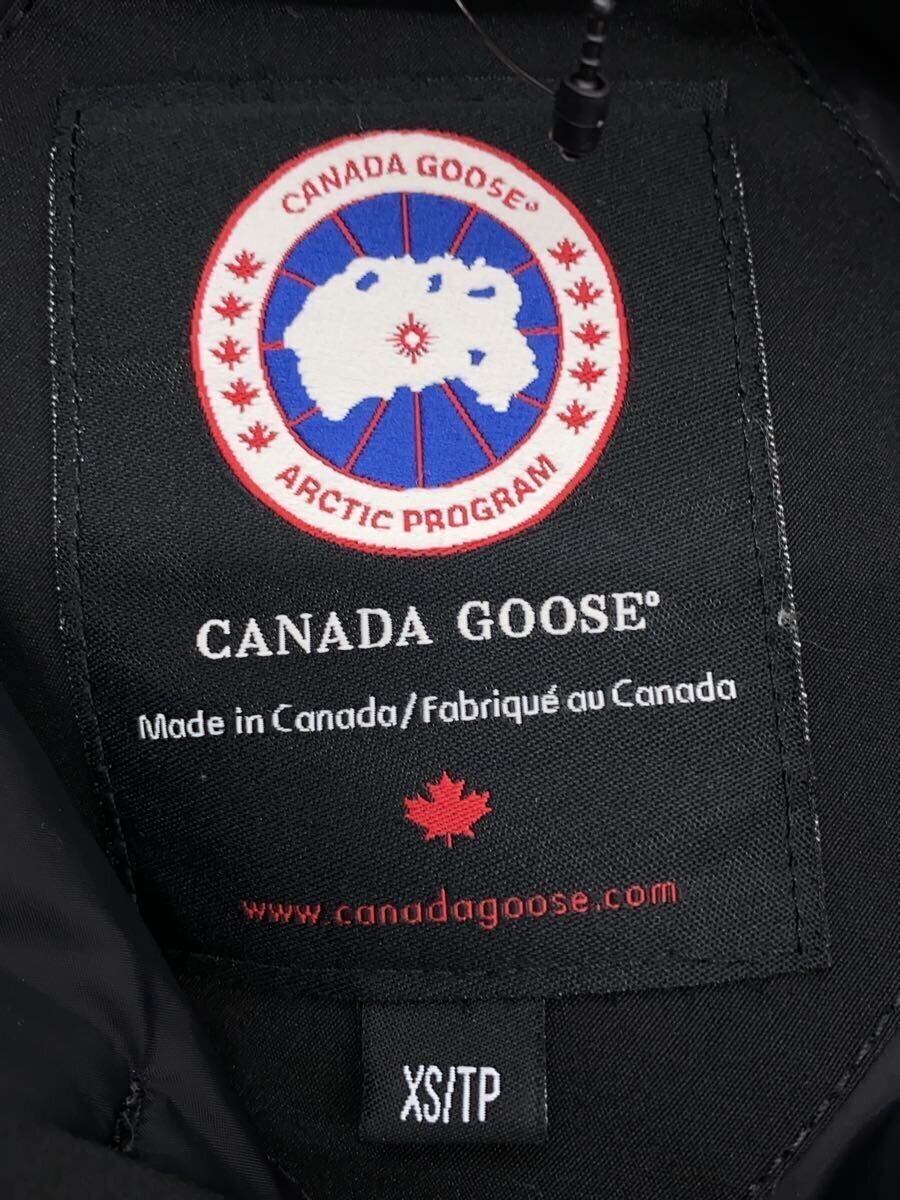 CANADA GOOSE®
ARCTIC PROGRAM
CANADA GOOSE®
Made in Canada/Fabriqué au Canada
www.canadagoose.com
XS/TP